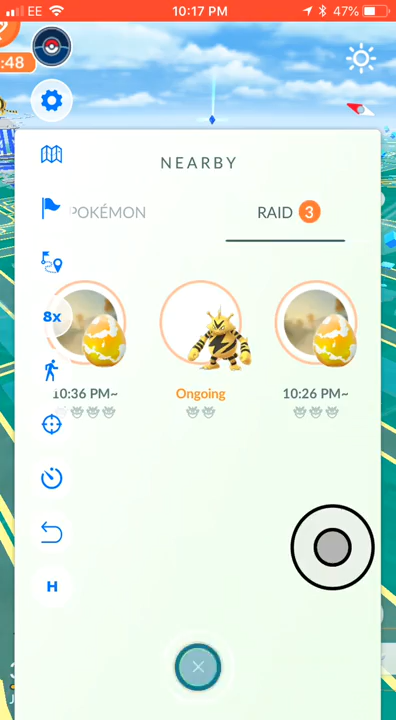 EE 10:17 PM 47%
:48
NEARBY
POKÉMON RAID 3
8x
10:36 PM~ Ongoing 10:26 PM~
H